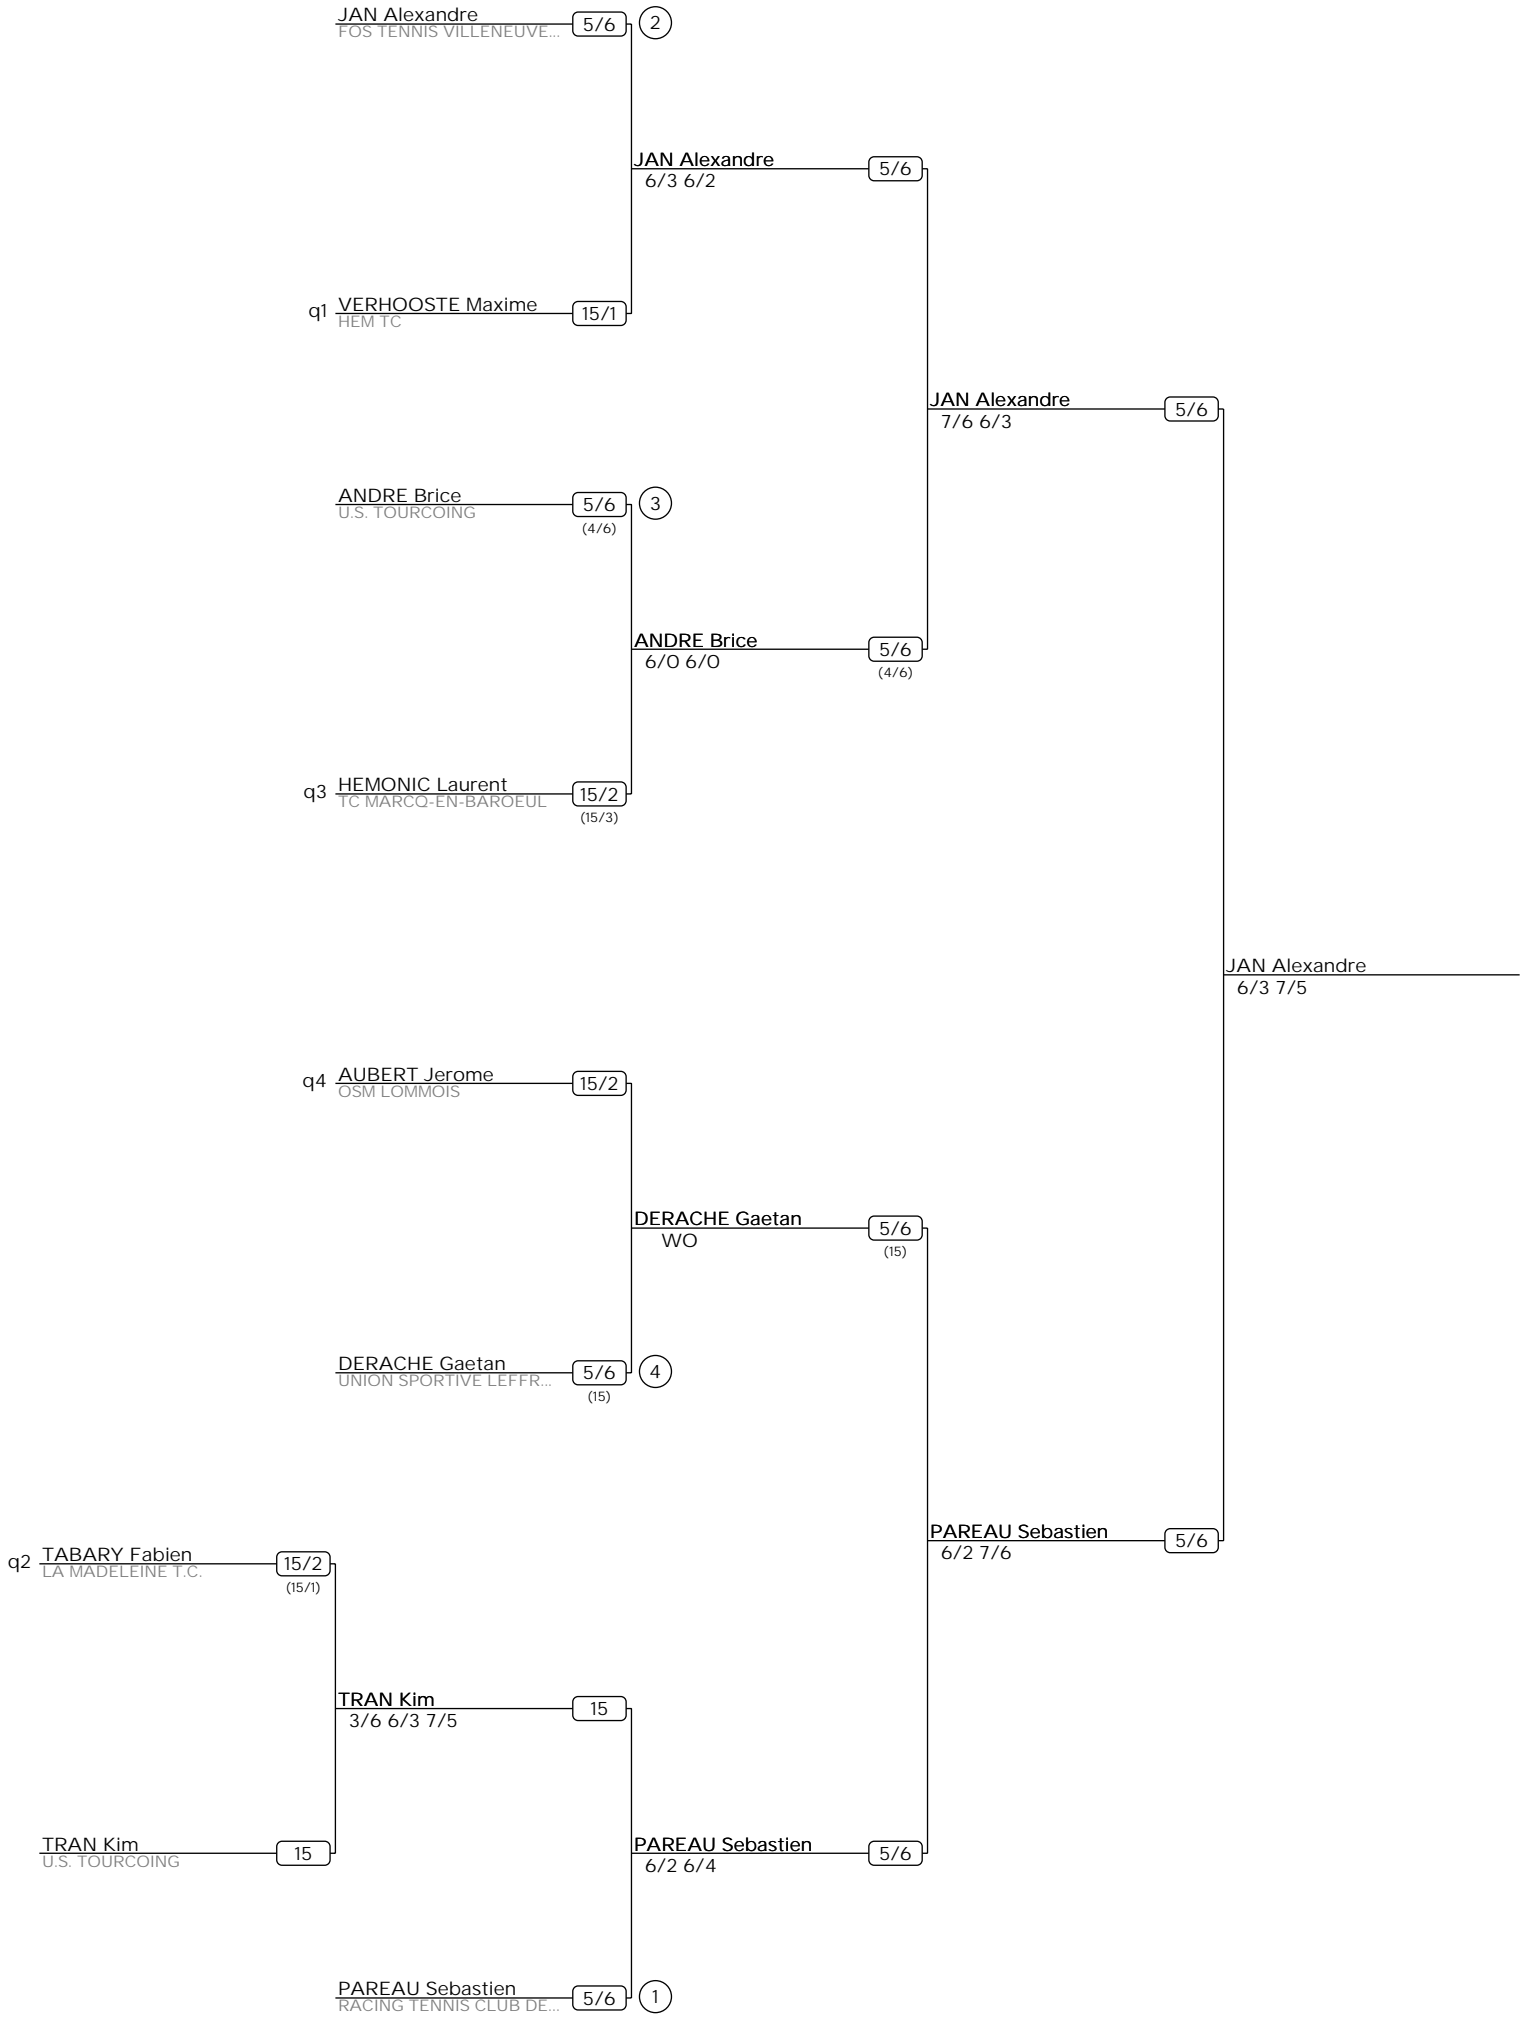 JAN Alexandre
FOS TENNIS VILLENEUVE...
5/6
2
JAN Alexandre
6/3 6/2
5/6
q1
VERHOOSTE Maxime
HEM TC
15/1
JAN Alexandre
7/6 6/3
5/6
ANDRE Brice
U.S. TOURCOING
5/6
(4/6)
3
ANDRE Brice
6/0 6/0
5/6
(4/6)
q3
HEMONIC Laurent
TC MARCQ-EN-BAROEUL
15/2
(15/3)
JAN Alexandre
6/3 7/5
q4
AUBERT Jerome
OSM LOMMOIS
15/2
DERACHE Gaetan
WO
5/6
(15)
DERACHE Gaetan
UNION SPORTIVE LEFFR...
5/6
(15)
4
PAREAU Sebastien
6/2 7/6
5/6
q2
TABARY Fabien
LA MADELEINE T.C.
15/2
(15/1)
TRAN Kim
3/6 6/3 7/5
15
TRAN Kim
U.S. TOURCOING
15
PAREAU Sebastien
6/2 6/4
5/6
PAREAU Sebastien
RACING TENNIS CLUB DE...
5/6
1